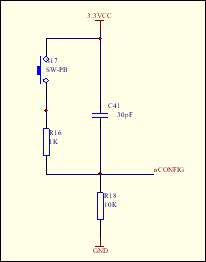 3.3VCC
S17
SW-PB
C41
30pF
R16
1K
nCONFIG
R18
10K
GND